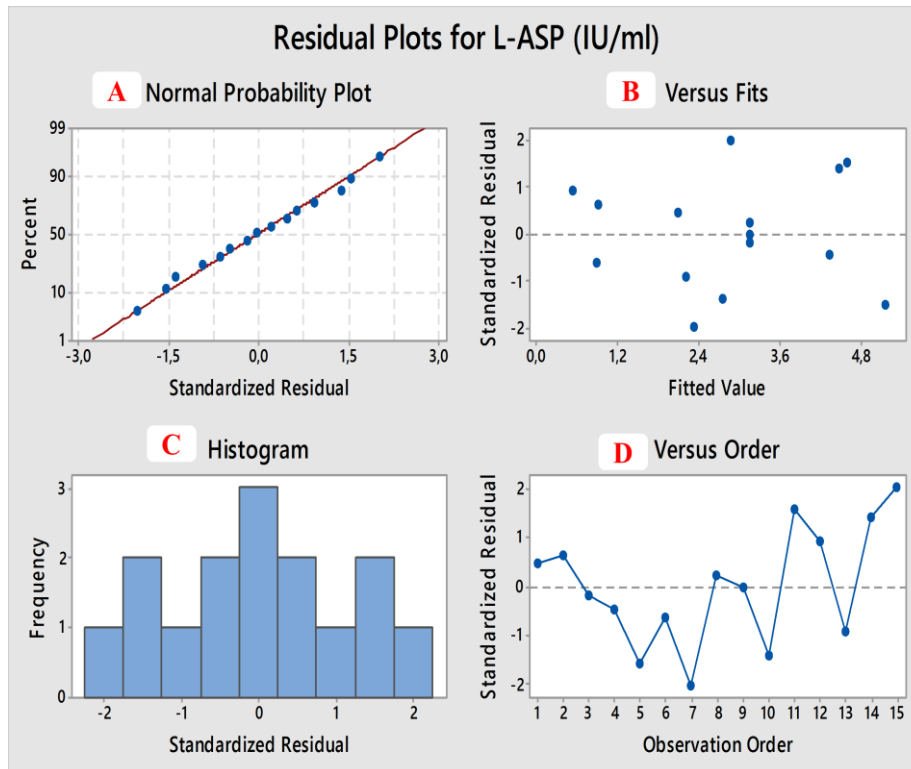 Residual Plots for L-ASP (IU/ml)
A Normal Probability Plot
99
90
50
10
1
Percent
-3,0 -1,5 0,0 1,5 3,0
Standardized Residual
B Versus Fits
2
1
0
-1
-2
Standardized Residual
0,0 1,2 2,4 3,6 4,8
Fitted Value
C Histogram
3
2
1
0
Frequency
-2 -1 0 1 2
Standardized Residual
D Versus Order
2
1
0
-1
-2
Standardized Residual
1 2 3 4 5 6 7 8 9 10 11 12 13 14 15
Observation Order